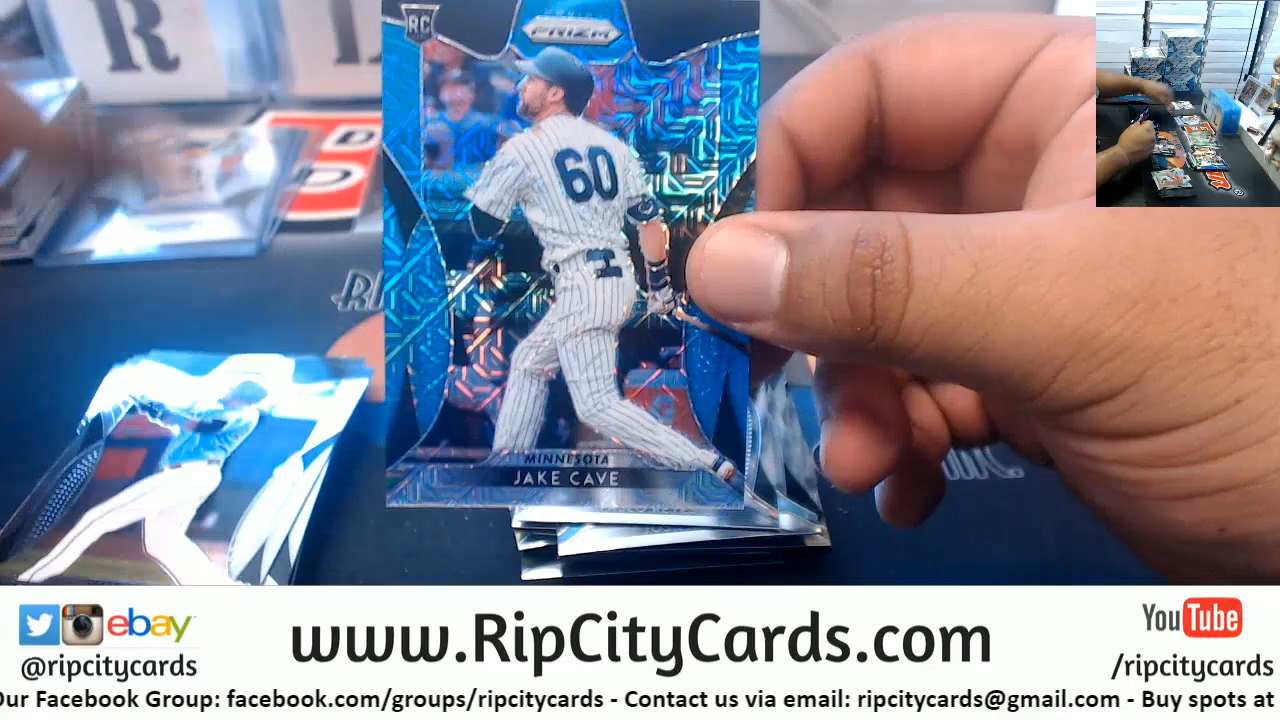 RC
PRIZM
60
MINNESOTA
JAKE CAVE
R
www.RipCityCards.com
ebay
@ripcitycards
YouTube
/ripcitycards
Our Facebook Group: facebook.com/groups/ripcitycards - Contact us via email: ripcitycards@gmail.com - Buy spots at